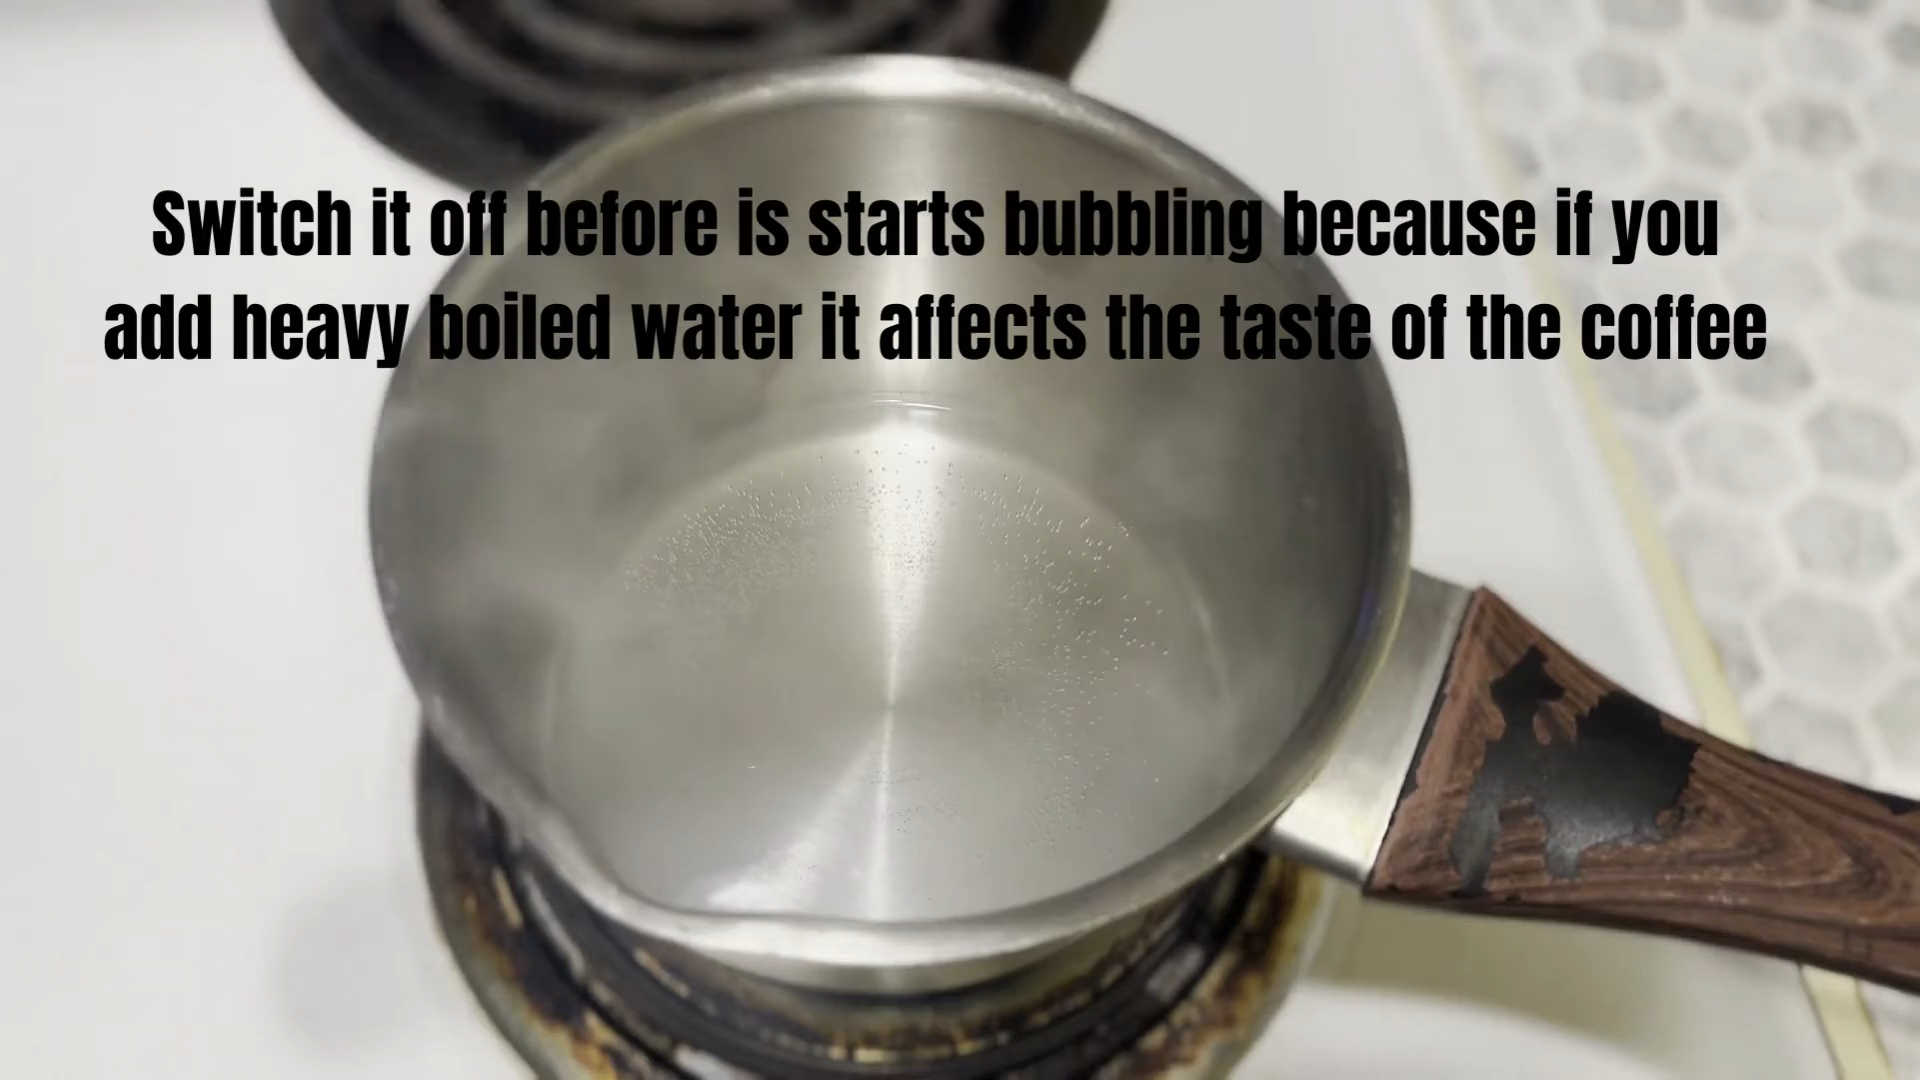 Switch it off before is starts bubbling because if you
add heavy boiled water it affects the taste of the coffee